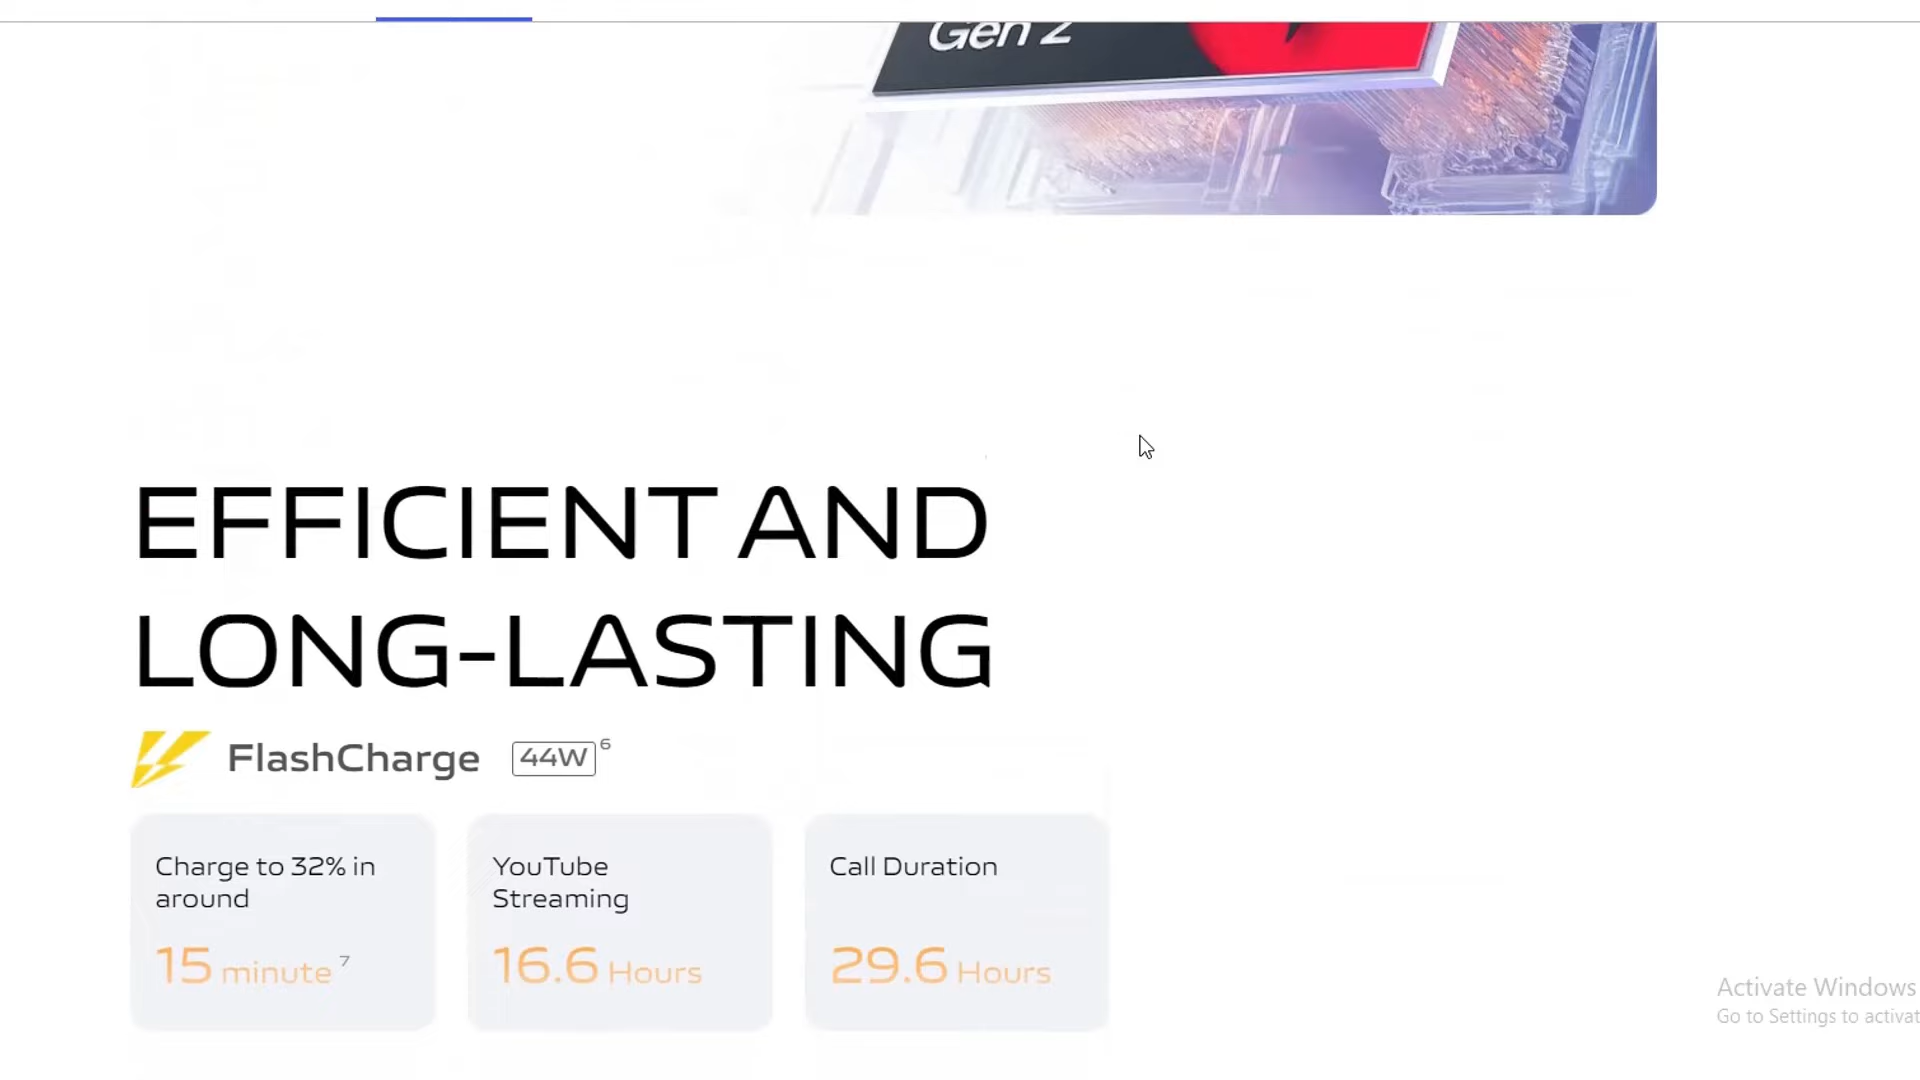 Gen 2
EFFICIENT AND
LONG-LASTING
FlashCharge 44W 6
Charge to 32% in
around
15 minute 7
YouTube
Streaming
16.6 Hours
Call Duration
29.6 Hours
Activate Windows
Go to Settings to activat